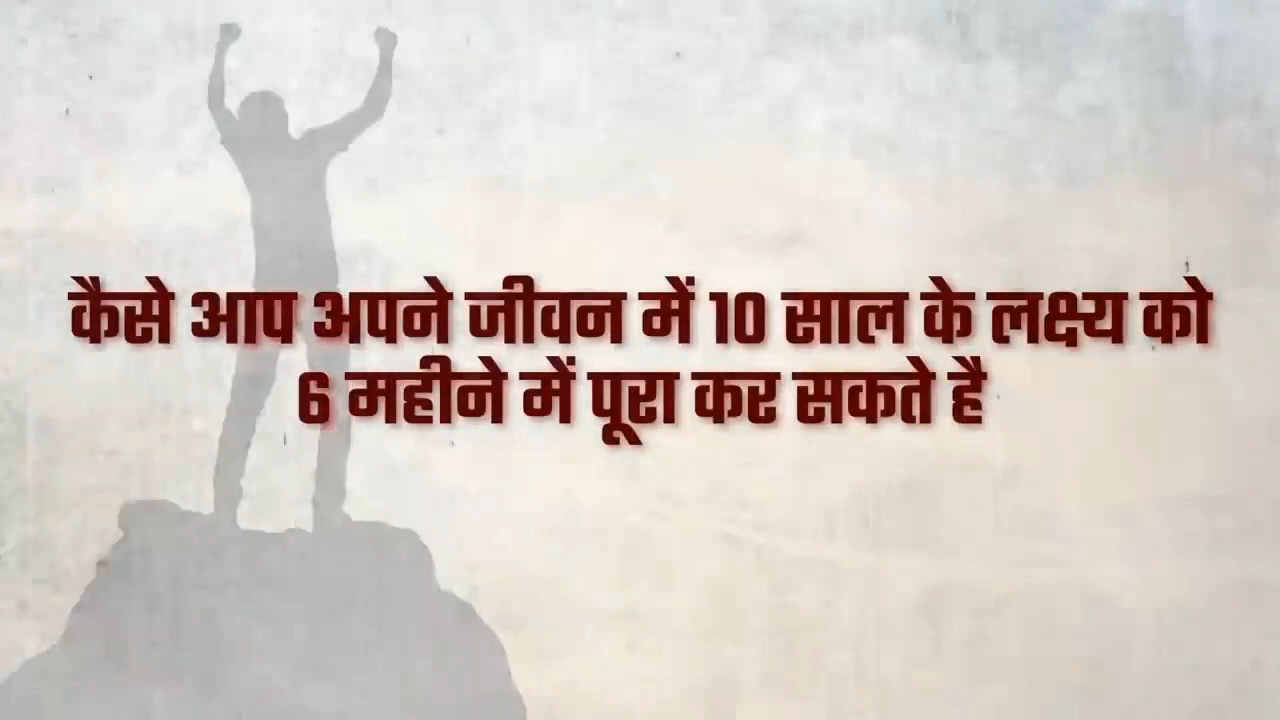 कैसे आप अपने जीवन में 10 साल के लक्ष्य को
6 महीने में पूरा कर सकते है